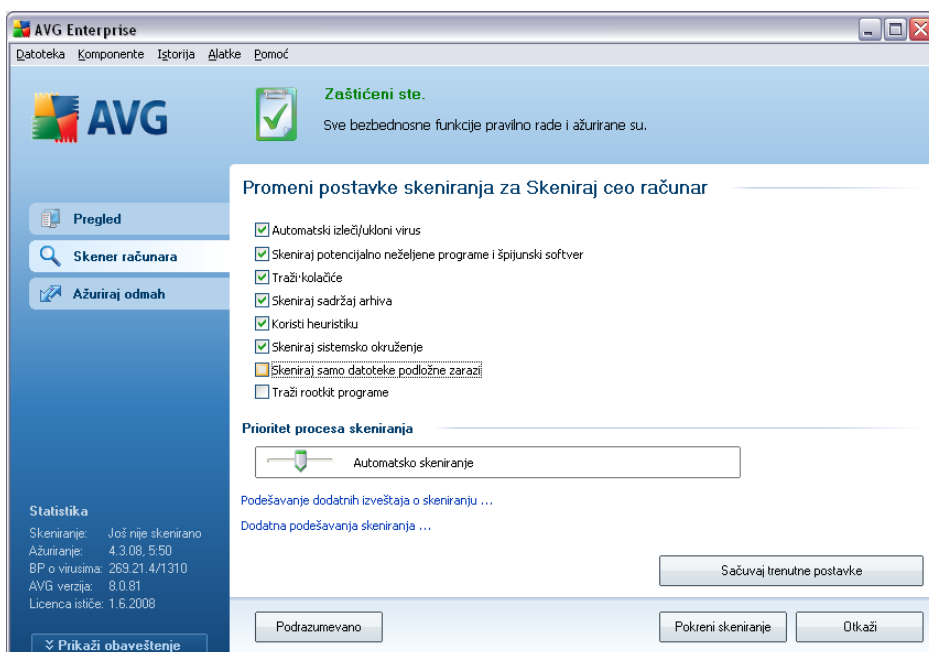 AVG Enterprise
Datoteka Komponente Istorija Alatke Pomoć
AVG
Zaštićeni ste.
Sve bezbednosne funkcije pravilno rade i ažurirane su.
Pregled
Skener računara
Ažuriraj odmah
Promeni postavke skeniranja za Skeniraj ceo računar
Automatski izleči/ukloni virus
Skeniraj potencijalno neželjene programe i špijunski softver
Traži kolačiće
Skeniraj sadržaj arhiva
Koristi heuristiku
Skeniraj sistemsko okruženje
Skeniraj samo datoteke podložne zarazi
Traži rootkit programe
Prioritet procesa skeniranja
Automatsko skeniranje
Podešavanje dodatnih izveštaja o skeniranju ...
Dodatna podešavanja skeniranja ...
Statistika
Skeniranje: Još nije skenirano
Ažuriranje: 4.3.08, 5:50
BP o virusima: 269.21.4/1310
AVG verzija: 8.0.81
Licenca ističe: 1.6.2008
Prikaži obaveštenje
Sačuvaj trenutne postavke
Podrazumevano
Pokreni skeniranje
Otkaži